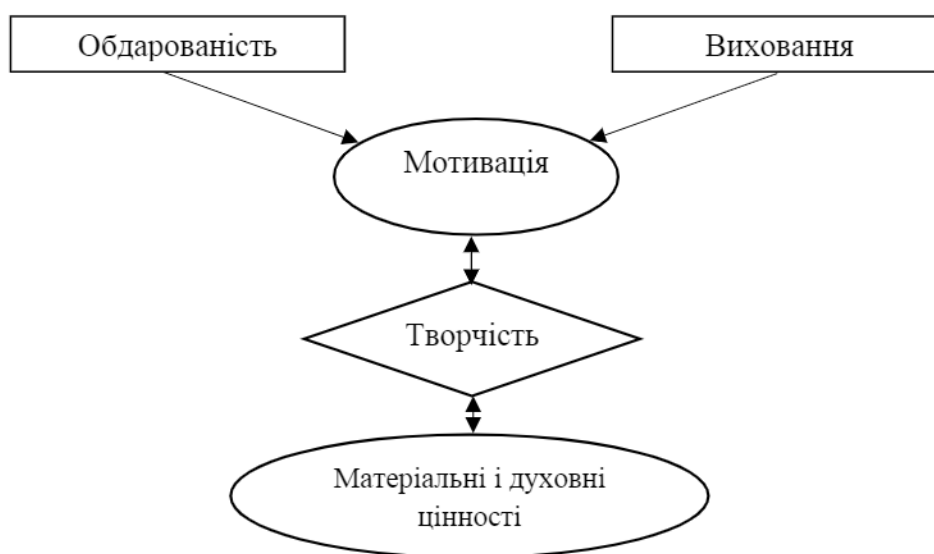 Обдарованість
Виховання
Мотивація
Творчість
Матеріальні і духовні
цінності